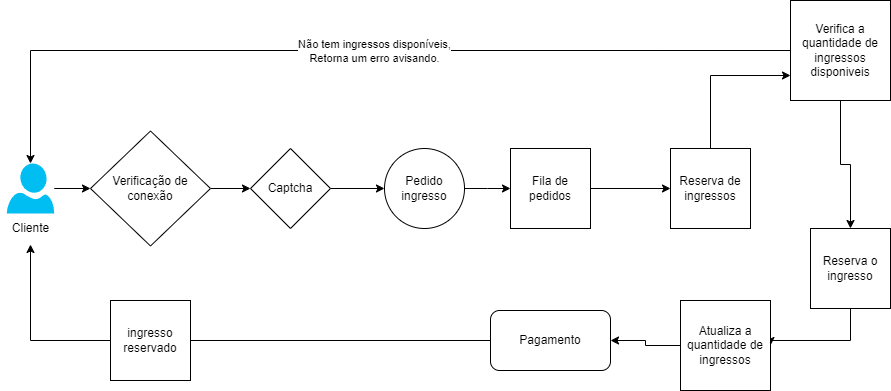 Verifica a
quantidade de
ingressos
disponiveis
Não tem ingressos disponíveis,
Retorna um erro avisando.
Cliente
Verificação de
conexão
Captcha
Pedido
ingresso
Fila de
pedidos
Reserva de
ingressos
Reserva o
ingresso
Atualiza a
quantidade de
ingressos
Pagamento
ingresso
reservado